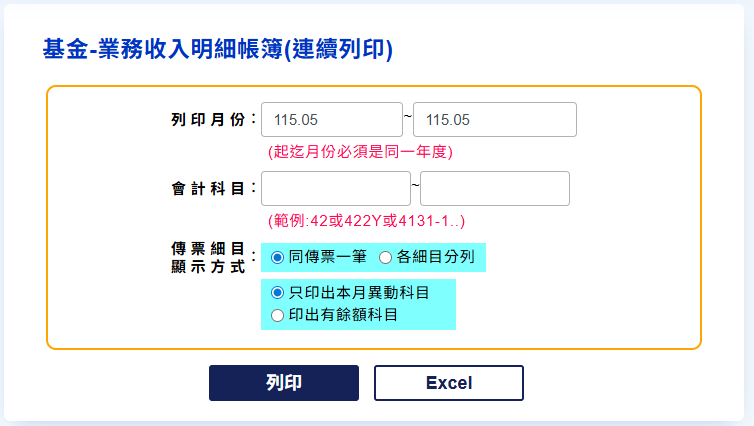 基金-業務收入明細帳簿(連續列印)
列印月份： 115.05 ~ 115.05
(起迄月份必須是同一年度)
會計科目： ~
(範例:42或422Y或4131-1..)
傳票細目
顯示方式： 同傳票一筆 各細目分列
只印出本月異動科目
印出有餘額科目
列印 Excel